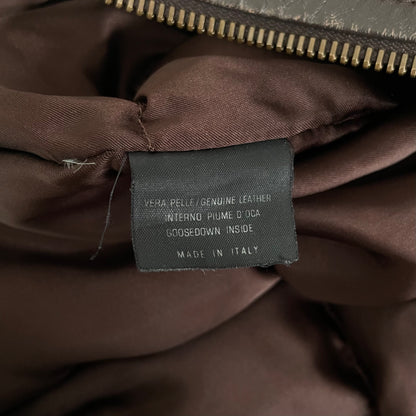 VERA PELLE/GENUINE LEATHER
INTERNO PIUME D'OCA
GOOSEDOWN INSIDE
MADE IN ITALY